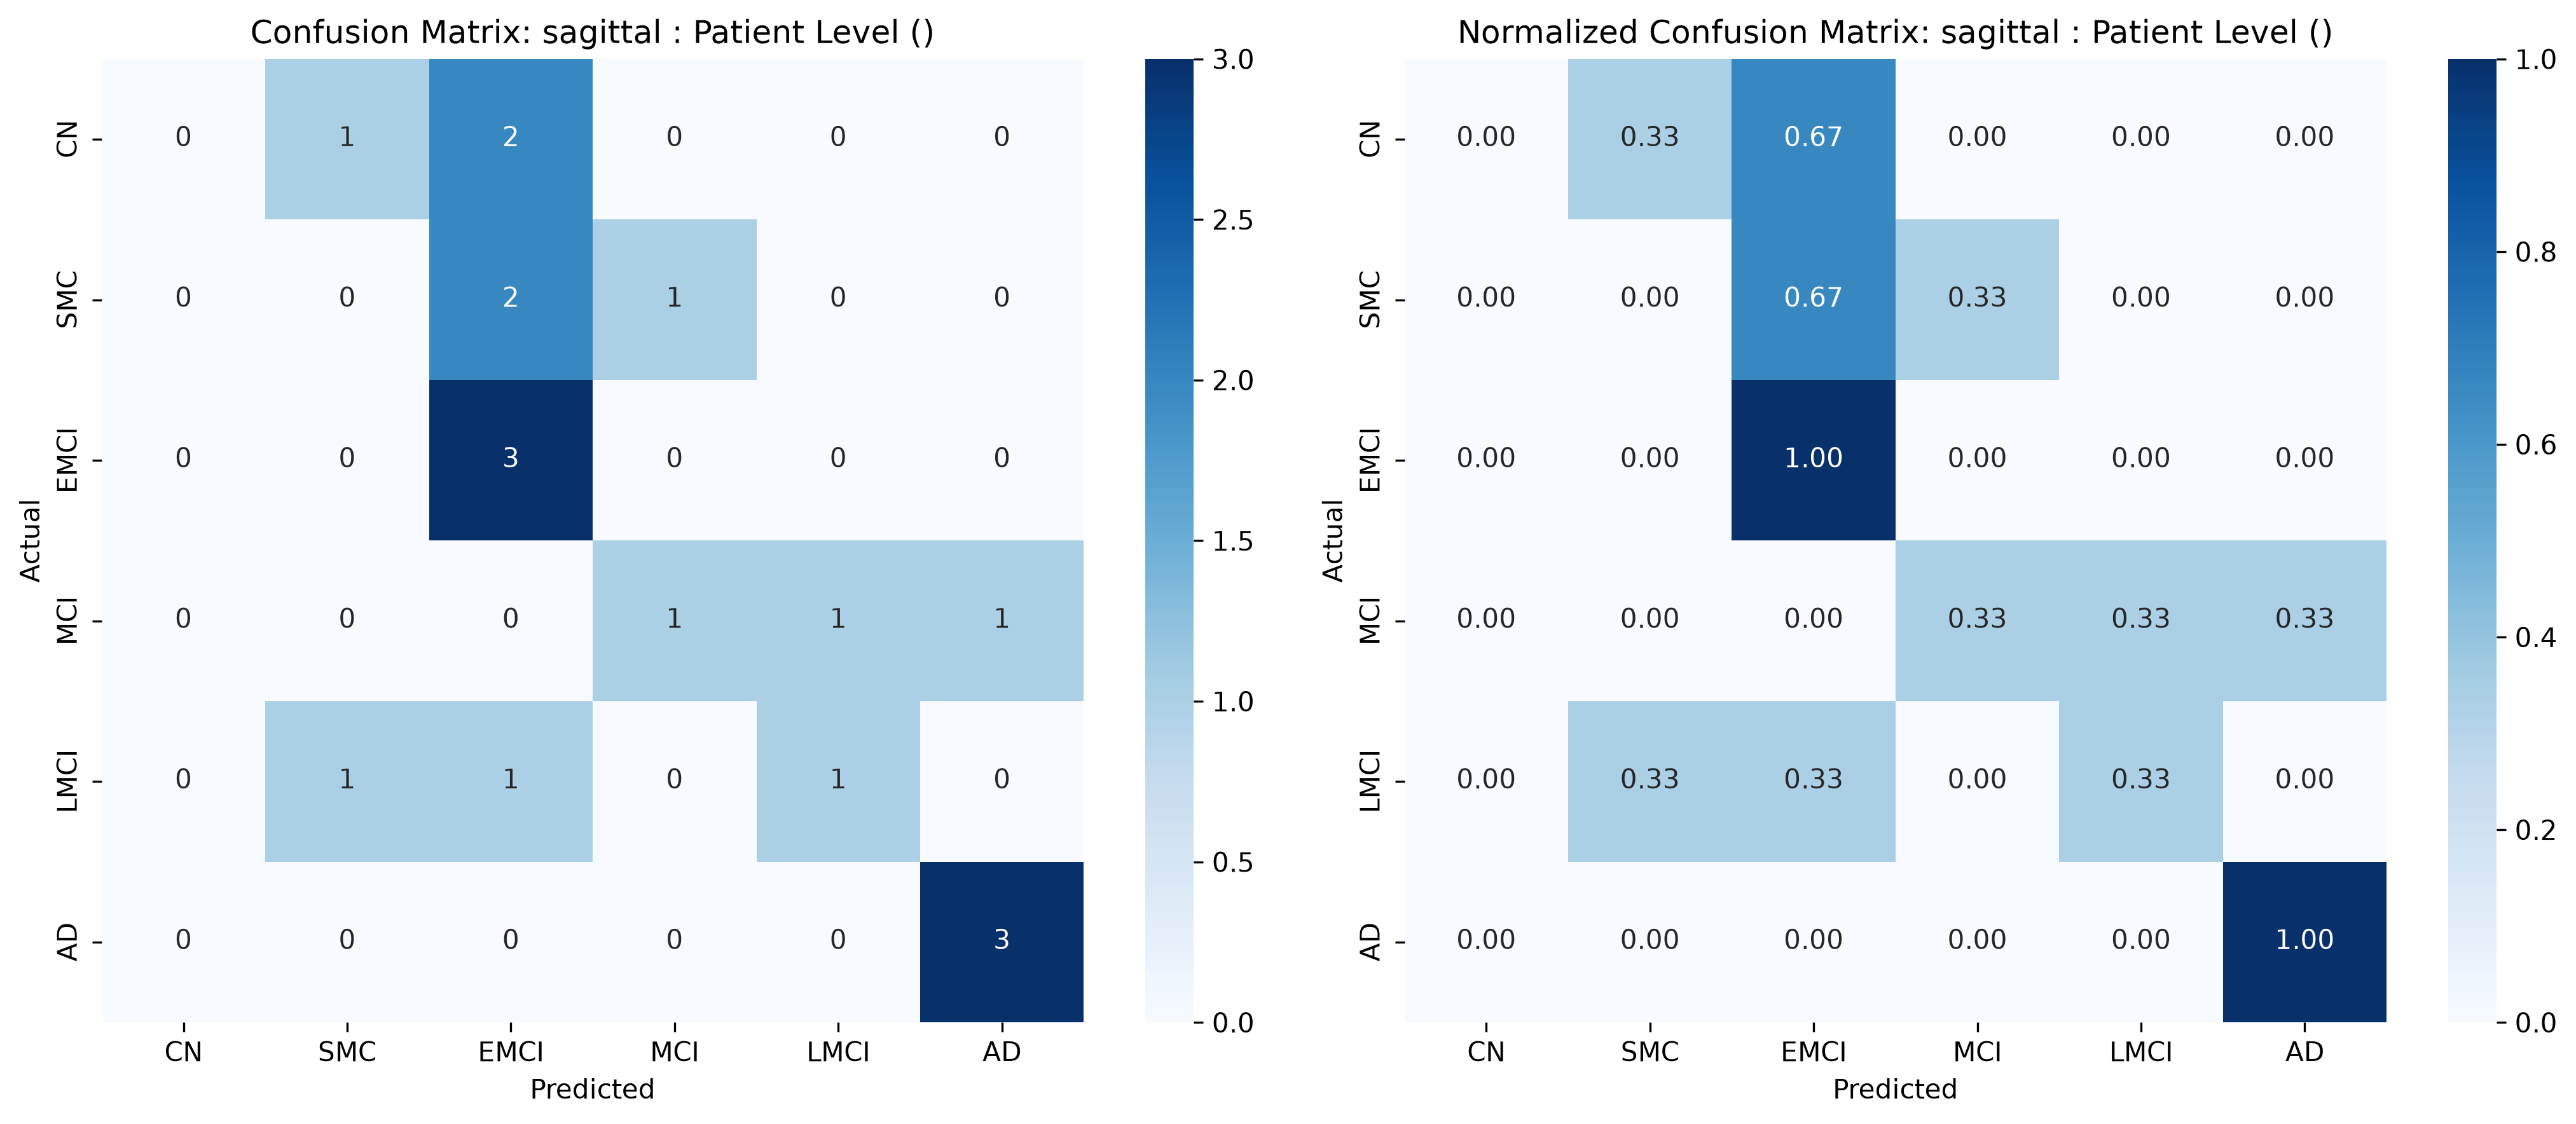 Confusion Matrix: sagittal : Patient Level ()
CN 0 1 2 0 0 0
SMC 0 0 2 1 0 0
EMCI 0 0 3 0 0 0
MCI 0 0 0 1 1 1
LMCI 0 1 1 0 1 0
AD 0 0 0 0 0 3
Actual
CN SMC EMCI MCI LMCI AD
Predicted
3.0
2.5
2.0
1.5
1.0
0.5
0.0
Normalized Confusion Matrix: sagittal : Patient Level ()
CN 0.00 0.33 0.67 0.00 0.00 0.00
SMC 0.00 0.00 0.67 0.33 0.00 0.00
EMCI 0.00 0.00 1.00 0.00 0.00 0.00
MCI 0.00 0.00 0.00 0.33 0.33 0.33
LMCI 0.00 0.33 0.33 0.00 0.33 0.00
AD 0.00 0.00 0.00 0.00 0.00 1.00
Actual
CN SMC EMCI MCI LMCI AD
Predicted
1.0
0.8
0.6
0.4
0.2
0.0